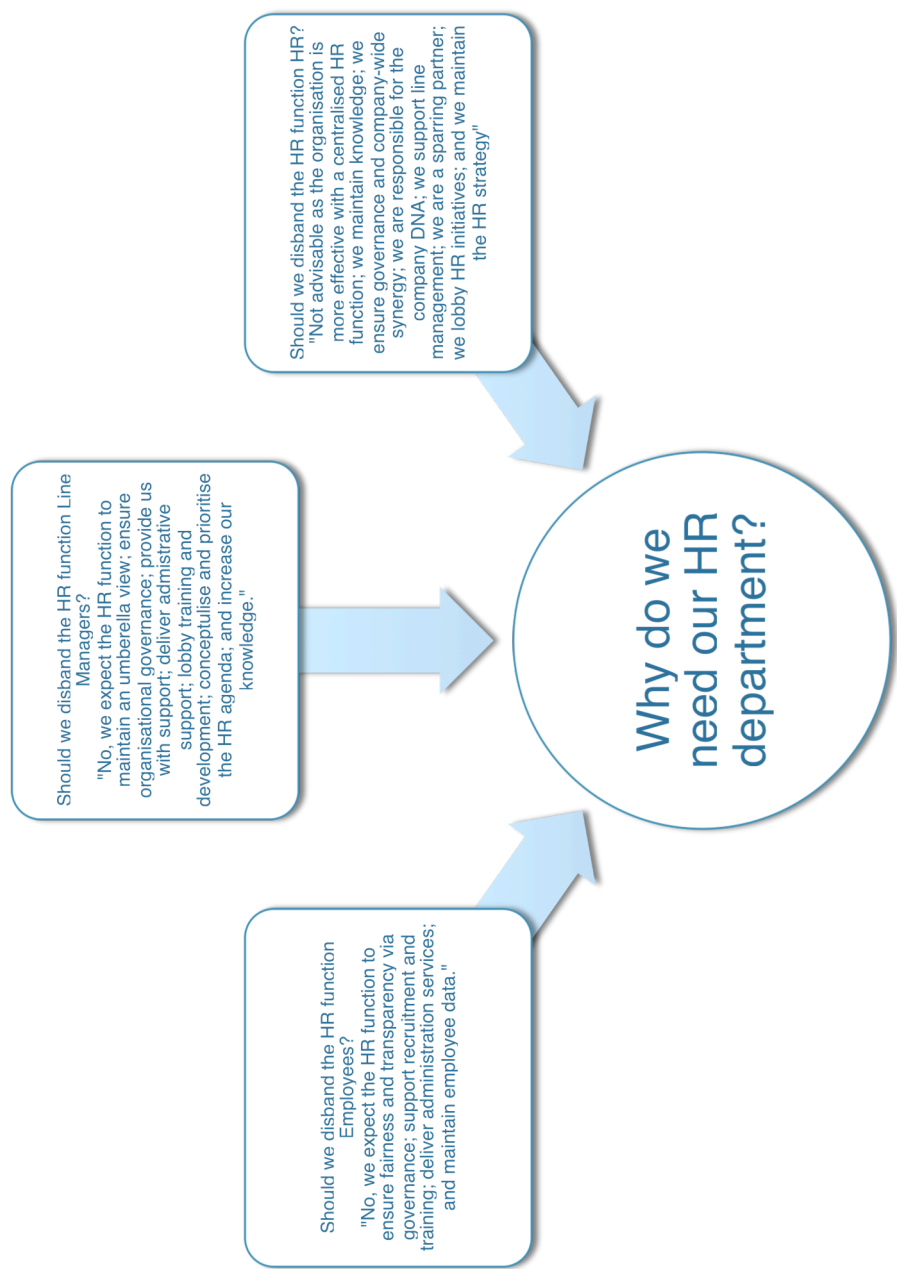 Should we disband the HR function
Employees?
"No, we expect the HR function to
ensure fairness and transparency via
governance; support recruitment and
training; deliver administration services;
and maintain employee data."
Should we disband the HR function Line
Managers?
"No, we expect the HR function to
maintain an umberella view; ensure
organisational governance; provide us
with support; deliver admistrative
support; lobby training and
development; conceptulise and prioritise
the HR agenda; and increase our
knowledge."
Should we disband the HR function HR?
"Not advisable as the organisation is
more effective with a centralised HR
function; we maintain knowledge; we
ensure governance and company-wide
synergy; we are responsible for the
company DNA; we support line
management; we are a sparring partner;
we lobby HR initiatives; and we maintain
the HR strategy"
Why do we
need our HR
department?